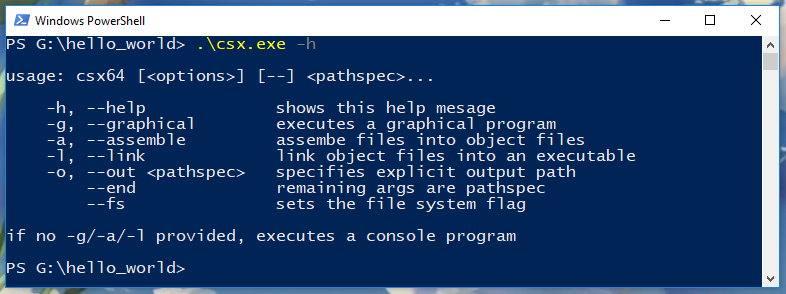 Windows PowerShell
PS G:\hello_world> .\csx.exe -h
usage: csx64 [<options>] [--] <pathspec>...
-h, --help shows this help mesage
-g, --graphical executes a graphical program
-a, --assemble assembe files into object files
-l, --link link object files into an executable
-o, --out <pathspec> specifies explicit output path
--end remaining args are pathspec
--fs sets the file system flag
if no -g/-a/-l provided, executes a console program
PS G:\hello_world>